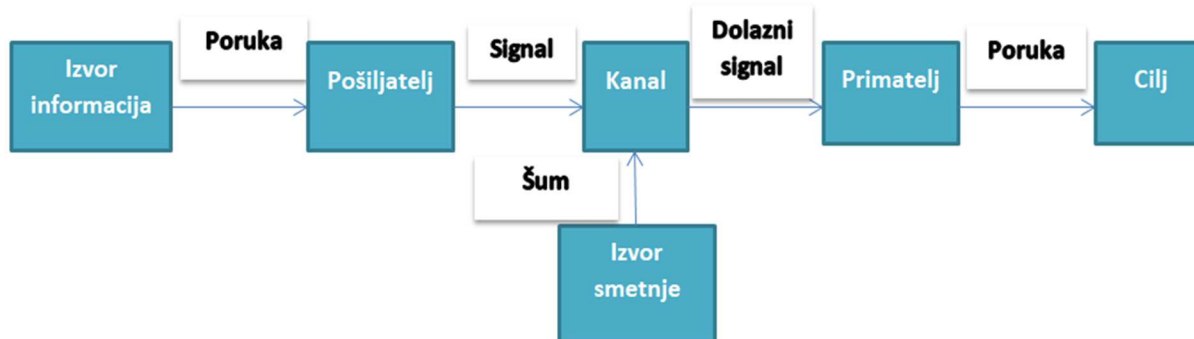 Izvor
informacija
Poruka
Pošiljatelj
Signal
Kanal
Dolazni
signal
Primatelj
Poruka
Cilj
Šum
Izvor
smetnje